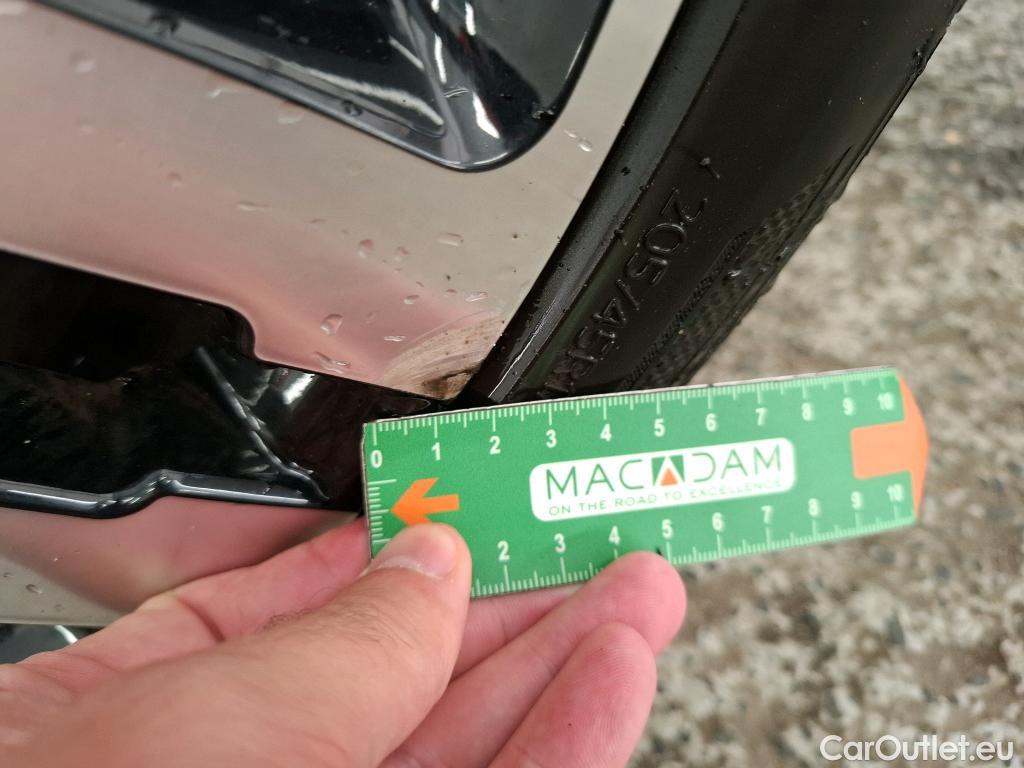 205/45R
0 1 2 3 4 5 6 7 8 9 10
MACADAM
ON THE ROAD TO EXCELLENCE
2 3 4 5 6 7 8 9 10
CarOutlet.eu